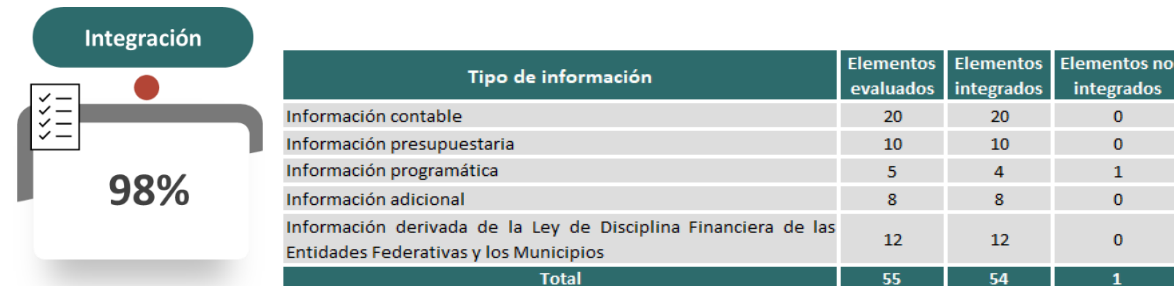 Integración
98%
Tipo de información Elementos evaluados Elementos integrados Elementos no integrados
Información contable 20 20 0
Información presupuestaria 10 10 0
Información programática 5 4 1
Información adicional 8 8 0
Información derivada de la Ley de Disciplina Financiera de las
Entidades Federativas y los Municipios 12 12 0
Total 55 54 1